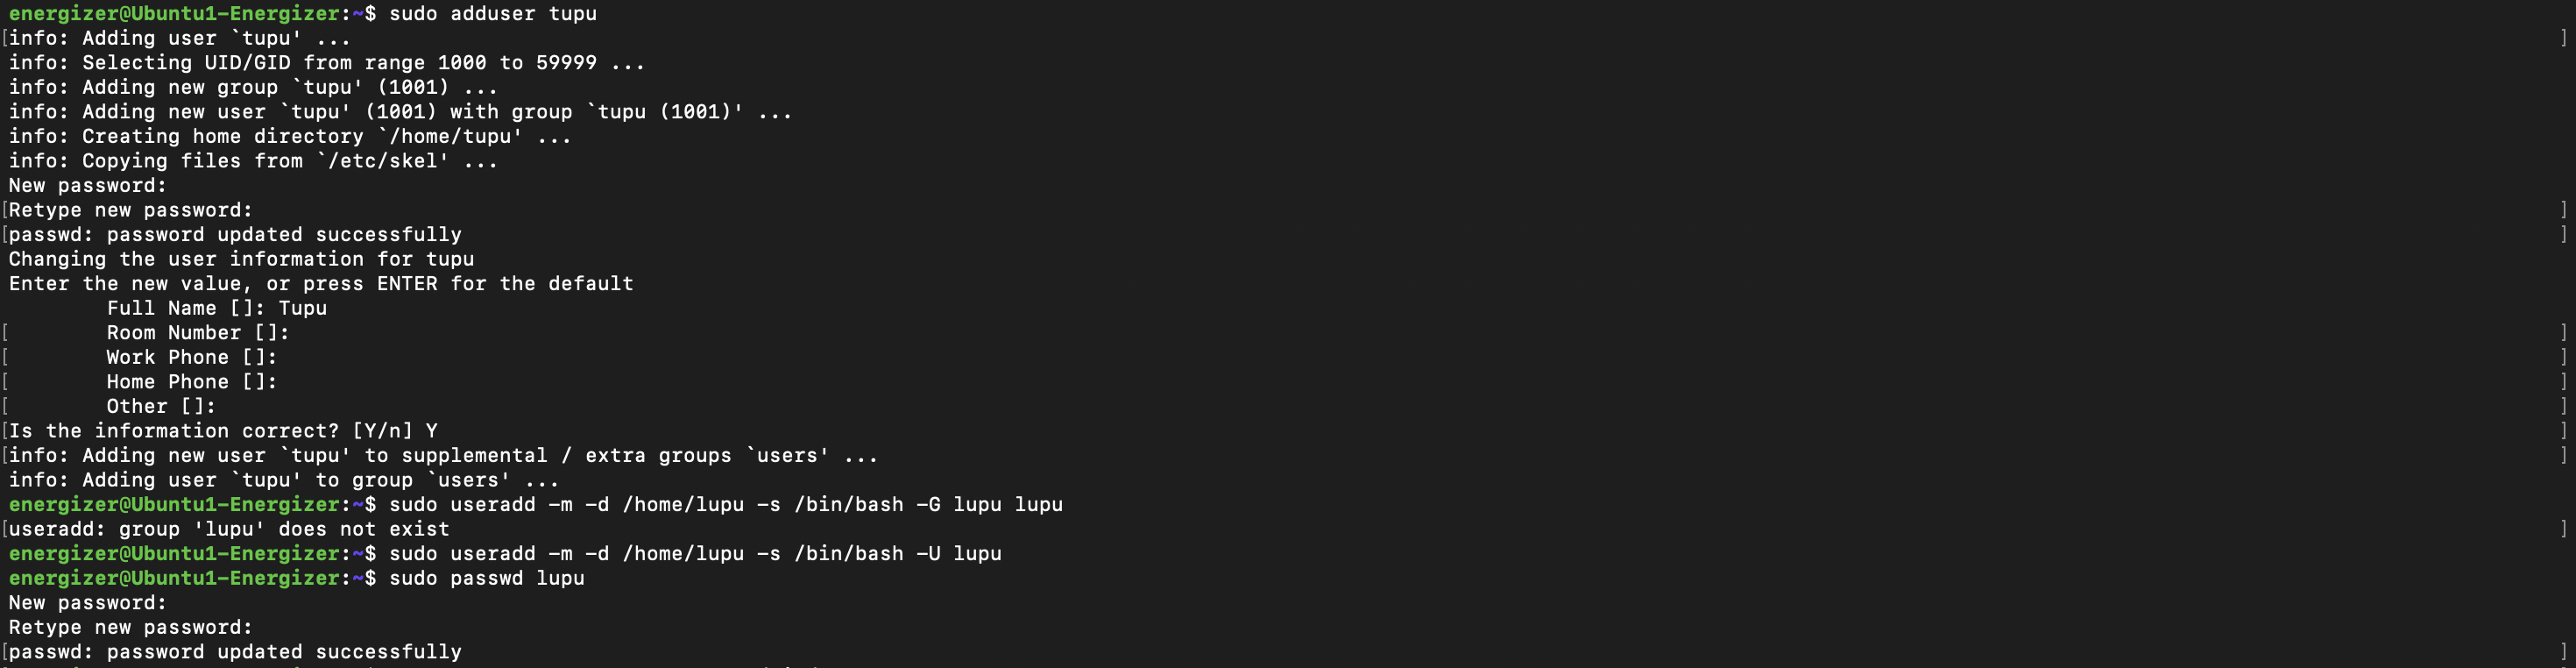 energizer@Ubuntu1-Energizer:~$ sudo adduser tupu
[info: Adding user `tupu' ... ]
info: Selecting UID/GID from range 1000 to 59999 ...
info: Adding new group `tupu' (1001) ...
info: Adding new user `tupu' (1001) with group `tupu (1001)' ...
info: Creating home directory `/home/tupu' ...
info: Copying files from `/etc/skel' ...
New password:
[Retype new password: ]
[passwd: password updated successfully ]
Changing the user information for tupu
Enter the new value, or press ENTER for the default
        Full Name []: Tupu
[       Room Number []: ]
[       Work Phone []: ]
[       Home Phone []: ]
[       Other []: ]
[Is the information correct? [Y/n] Y ]
[info: Adding new user `tupu' to supplemental / extra groups `users' ... ]
info: Adding user `tupu' to group `users' ...
energizer@Ubuntu1-Energizer:~$ sudo useradd -m -d /home/lupu -s /bin/bash -G lupu lupu
[useradd: group 'lupu' does not exist ]
energizer@Ubuntu1-Energizer:~$ sudo useradd -m -d /home/lupu -s /bin/bash -U lupu
energizer@Ubuntu1-Energizer:~$ sudo passwd lupu
New password:
Retype new password:
[passwd: password updated successfully ]